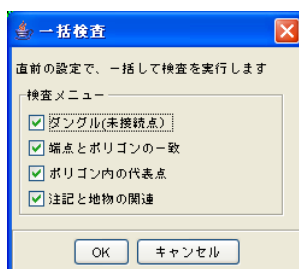 一括検査
直前の設定で、一括して検査を実行します
検査メニュー
ダングル(未接続点)
端点とポリゴンの一致
ポリゴン内の代表点
注記と地物の関連
OK キャンセル